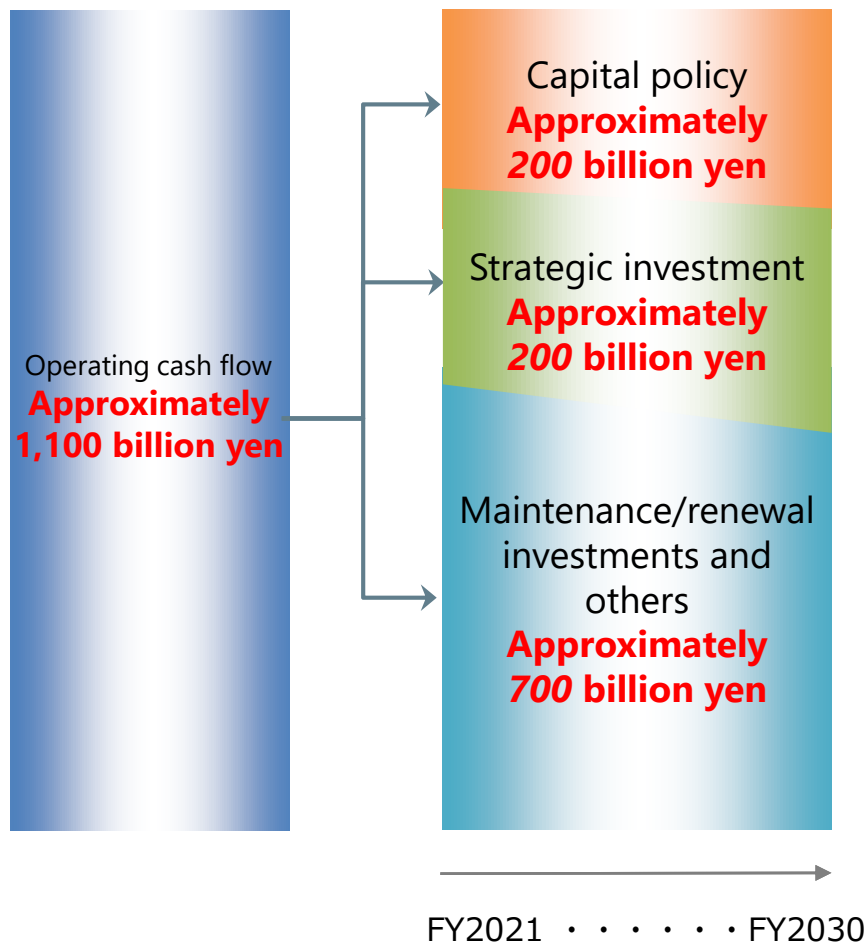 Operating cash flow
Approximately
1,100 billion yen
Capital policy
Approximately
200 billion yen
Strategic investment
Approximately
200 billion yen
Maintenance/renewal
investments and
others
Approximately
700 billion yen
FY2021 ・・・・・・FY2030